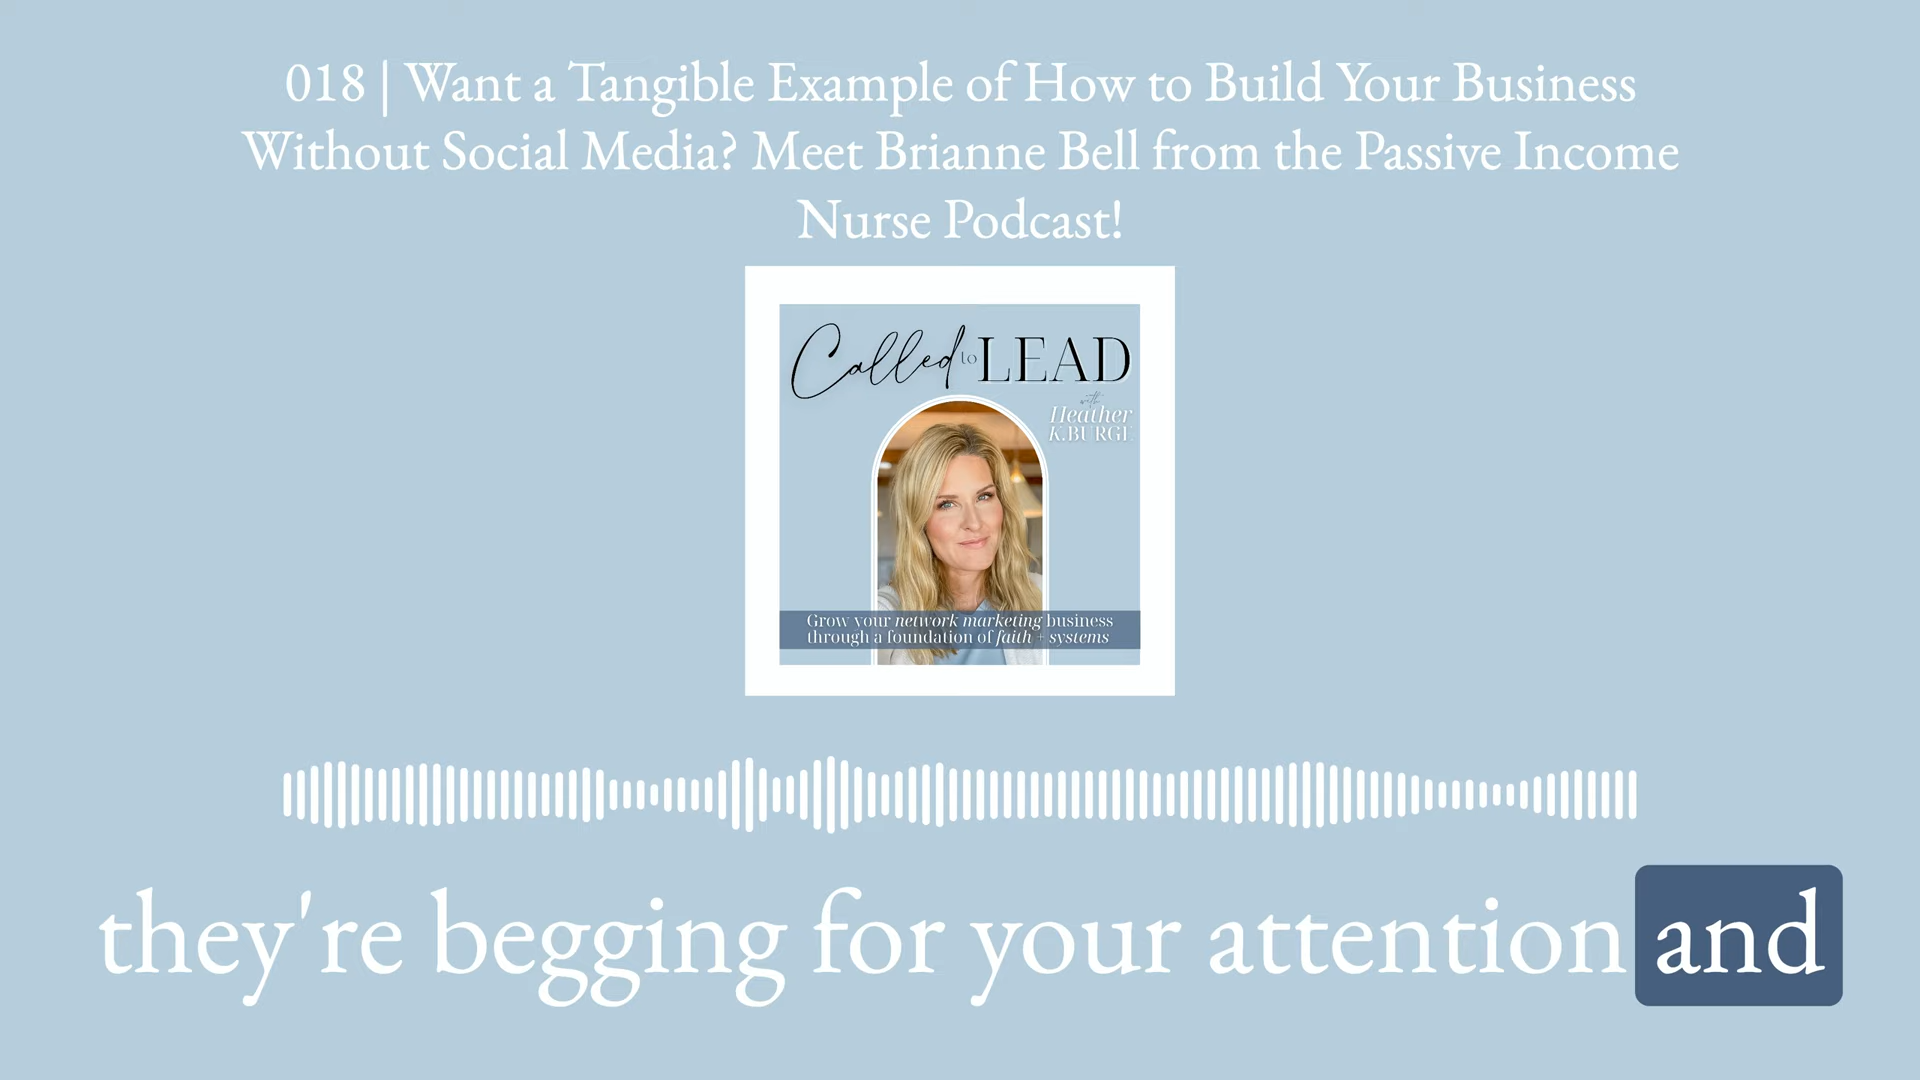 018 | Want a Tangible Example of How to Build Your Business
Without Social Media? Meet Brianne Bell from the Passive Income
Nurse Podcast!
Called to LEAD
with
Heather
K.BURGE
Grow your network marketing business
through a foundation of faith + systems
they're begging for your attention and